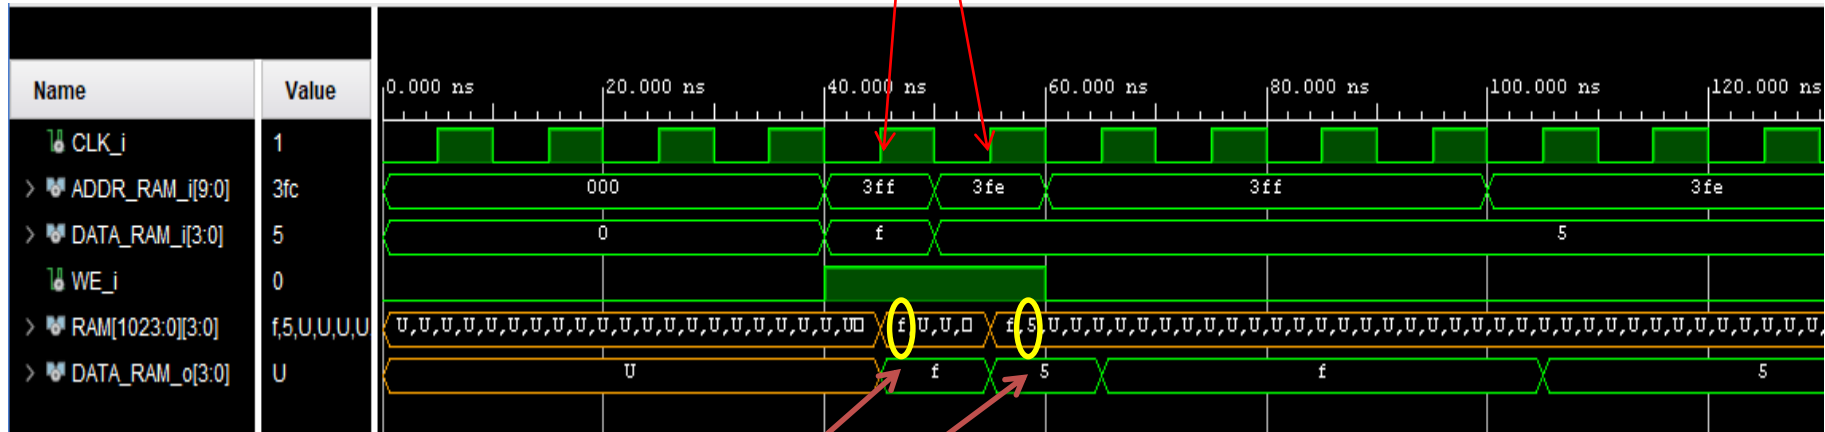 Name Value 0.000 ns 20.000 ns 40.000 ns 60.000 ns 80.000 ns 100.000 ns 120.000 ns
CLK_i 1
ADDR_RAM_i[9:0] 3fc 000 3ff 3fe 3ff 3fe
DATA_RAM_i[3:0] 5 0 f 5
WE_i 0
RAM[1023:0][3:0] f,5,U,U,U,U U,U,U,U,U,U,U,U,U,U,U,U,U,U,U,U,U,U,U,U,U f U,U, f,5,U,U,U,U,U,U,U,U,U,U,U,U,U,U,U,U,U,U,U,U,U,U,U,U,U,U,U,U,U,U,U,U,U,U,U,
DATA_RAM_o[3:0] U U f 5 f 5